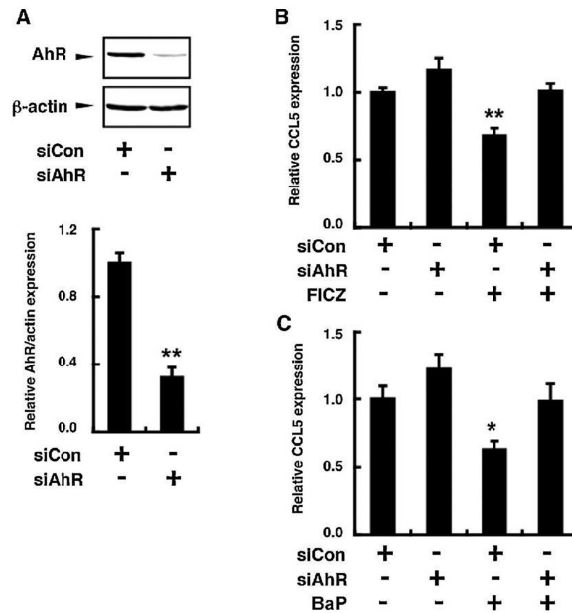 A
AhR
β-actin
siCon + -
siAhR - +
Relative AhR/actin expression
1.2
0.8
0.4
0.0
**
siCon + -
siAhR - +
B
Relative CCL5 expression
1.5
1.0
0.5
0.0
**
siCon + - + -
siAhR - + - +
FICZ - - + +
C
Relative CCL5 expression
1.5
1.0
0.5
0.0
*
siCon + - + -
siAhR - + - +
BaP - - + +